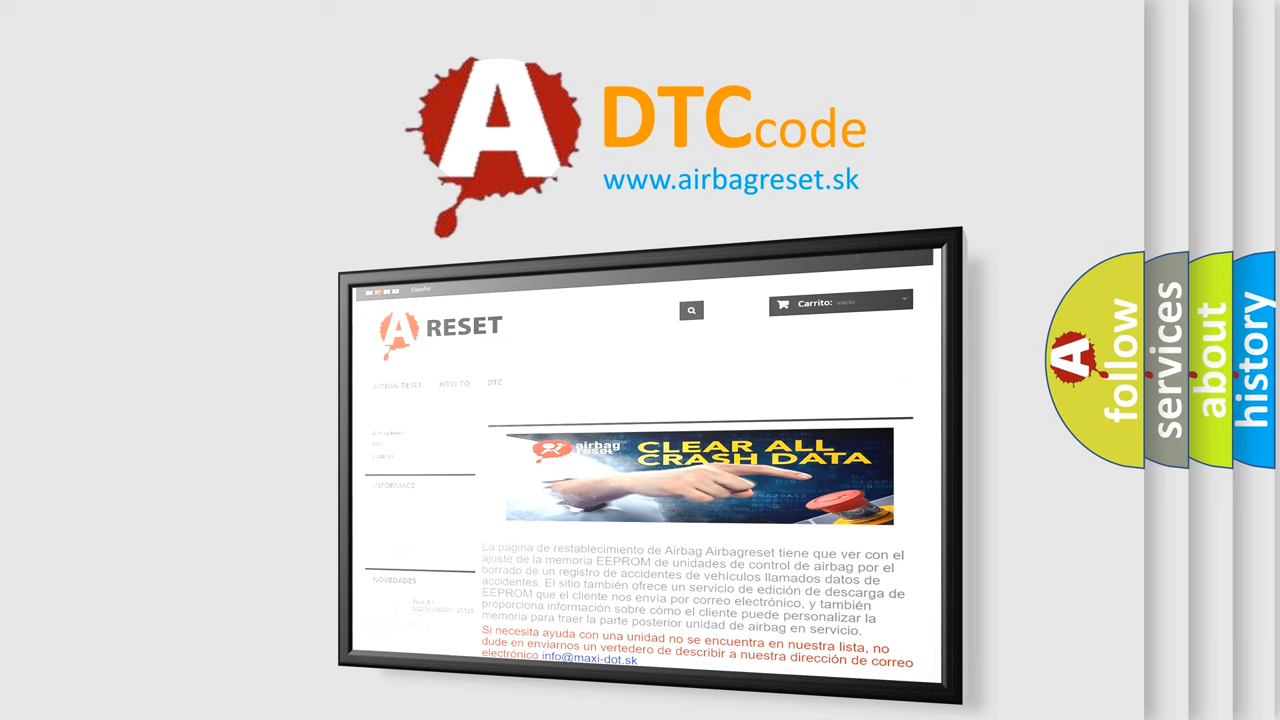 A
DTCcode
www.airbagreset.sk
Español
A RESET
Carrito: vacío
AIRBAG RESET HOW TO DTC
INFORMACE
NOVEDADES
airbag
reset
CLEAR ALL
CRASH DATA
La página de restablecimiento de Airbag Airbagreset tiene que ver con el
ajuste de la memoria EEPROM de unidades de control de airbag por el
borrado de un registro de accidentes de vehículos llamados datos de
accidentes. El sitio también ofrece un servicio de edición de descarga de
EEPROM que el cliente nos envía por correo electrónico, y también
proporciona información sobre cómo el cliente puede personalizar la
memoria para traer la parte posterior unidad de airbag en servicio.
Si necesita ayuda con una unidad no se encuentra en nuestra lista, no
dude en enviarnos un vertedero de describir a nuestra dirección de correo
electrónico info@maxi-dot.sk
A
follow
services
about
history